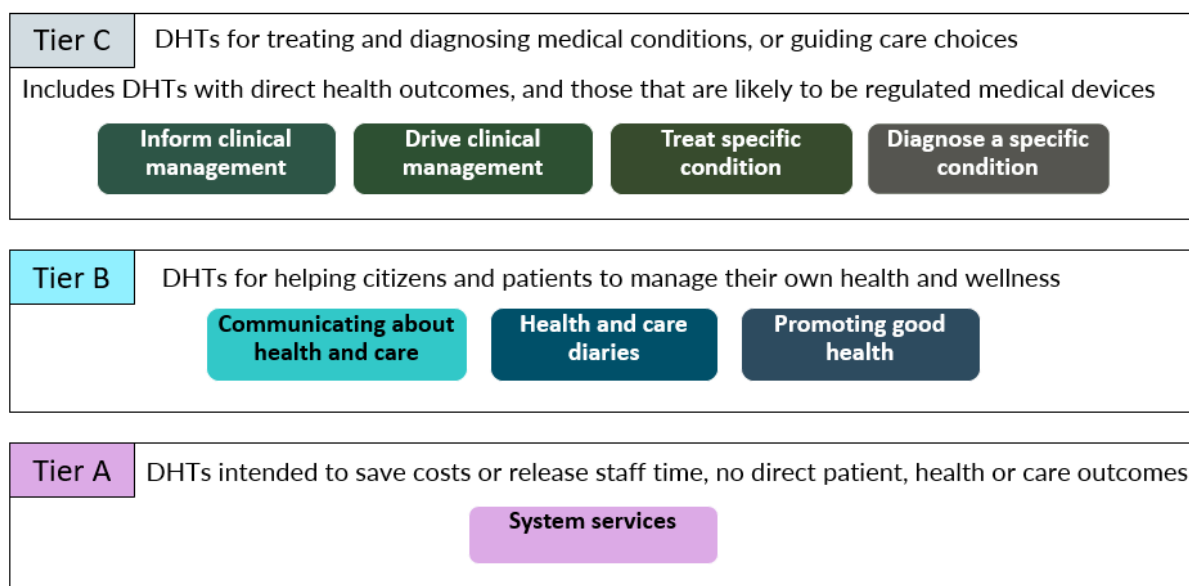 Tier C
DHTs for treating and diagnosing medical conditions, or guiding care choices
Includes DHTs with direct health outcomes, and those that are likely to be regulated medical devices
Inform clinical
management
Drive clinical
management
Treat specific
condition
Diagnose a specific
condition
Tier B
DHTs for helping citizens and patients to manage their own health and wellness
Communicating about
health and care
Health and care
diaries
Promoting good
health
Tier A
DHTs intended to save costs or release staff time, no direct patient, health or care outcomes
System services